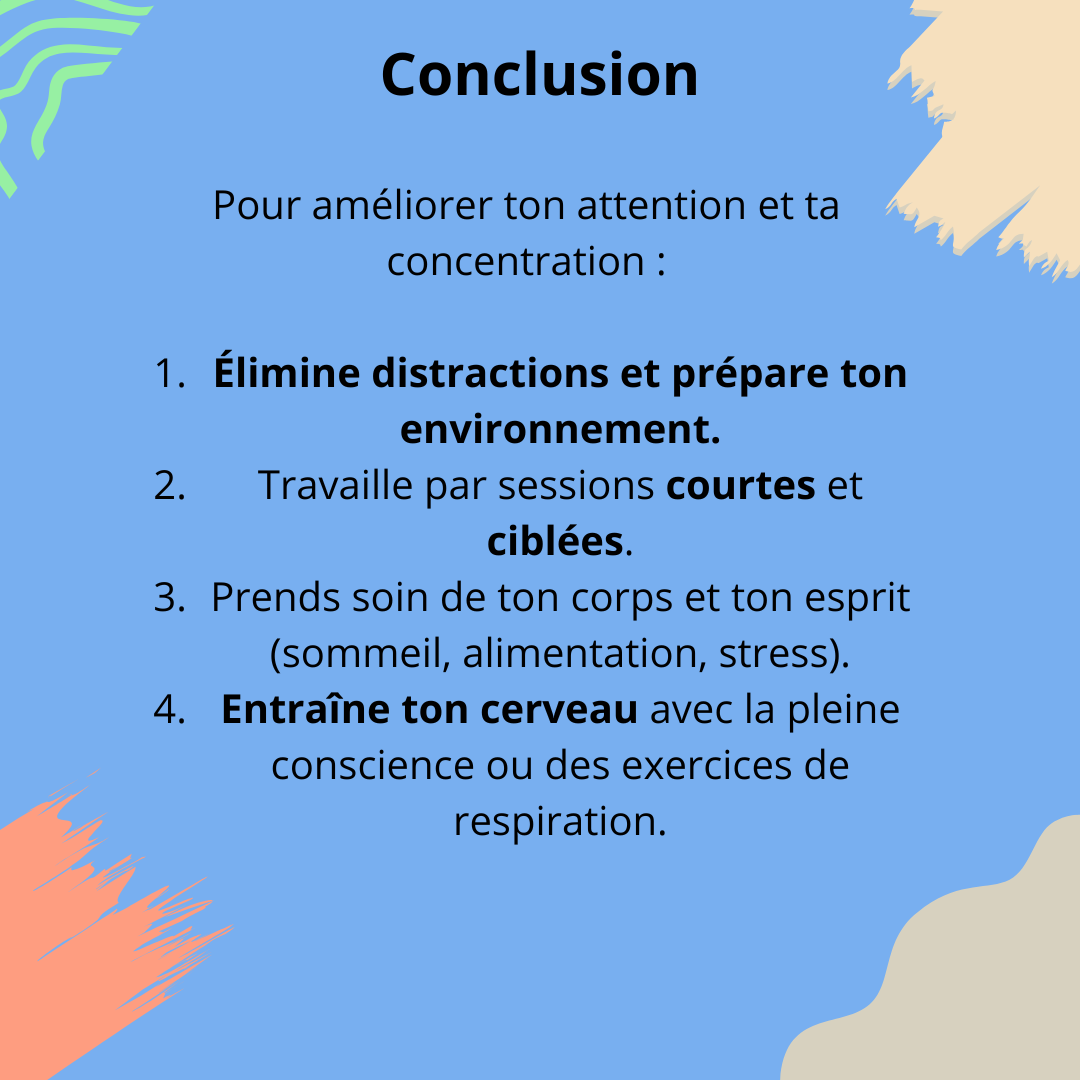 Conclusion
Pour améliorer ton attention et ta
concentration :
1. Élimine distractions et prépare ton
environnement.
2. Travaille par sessions courtes et
ciblées.
3. Prends soin de ton corps et ton esprit
(sommeil, alimentation, stress).
4. Entraîne ton cerveau avec la pleine
conscience ou des exercices de
respiration.